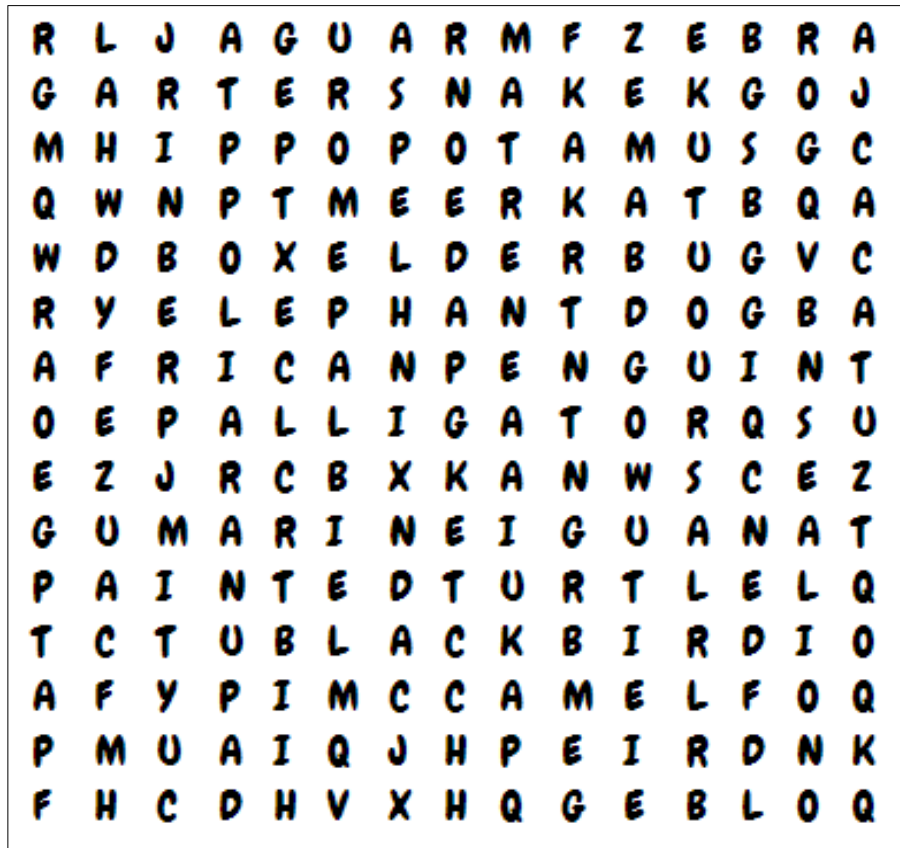 R L J A G U A R M F Z E B R A
G A R T E R S N A K E K G O J
M H I P P O P O T A M U S G C
Q W N P T M E E R K A T B Q A
W D B O X E L D E R B U G V C
R Y E L E P H A N T D O G B A
A F R I C A N P E N G U I N T
O E P A L L I G A T O R Q S U
E Z J R C B X K A N W S C E Z
G U M A R I N E I G U A N A T
P A I N T E D T U R T L E L Q
T C T U B L A C K B I R D I O
A F Y P I M C C A M E L F O Q
P M U A I Q J H P E I R D N K
F H C D H V X H Q G E B L O Q